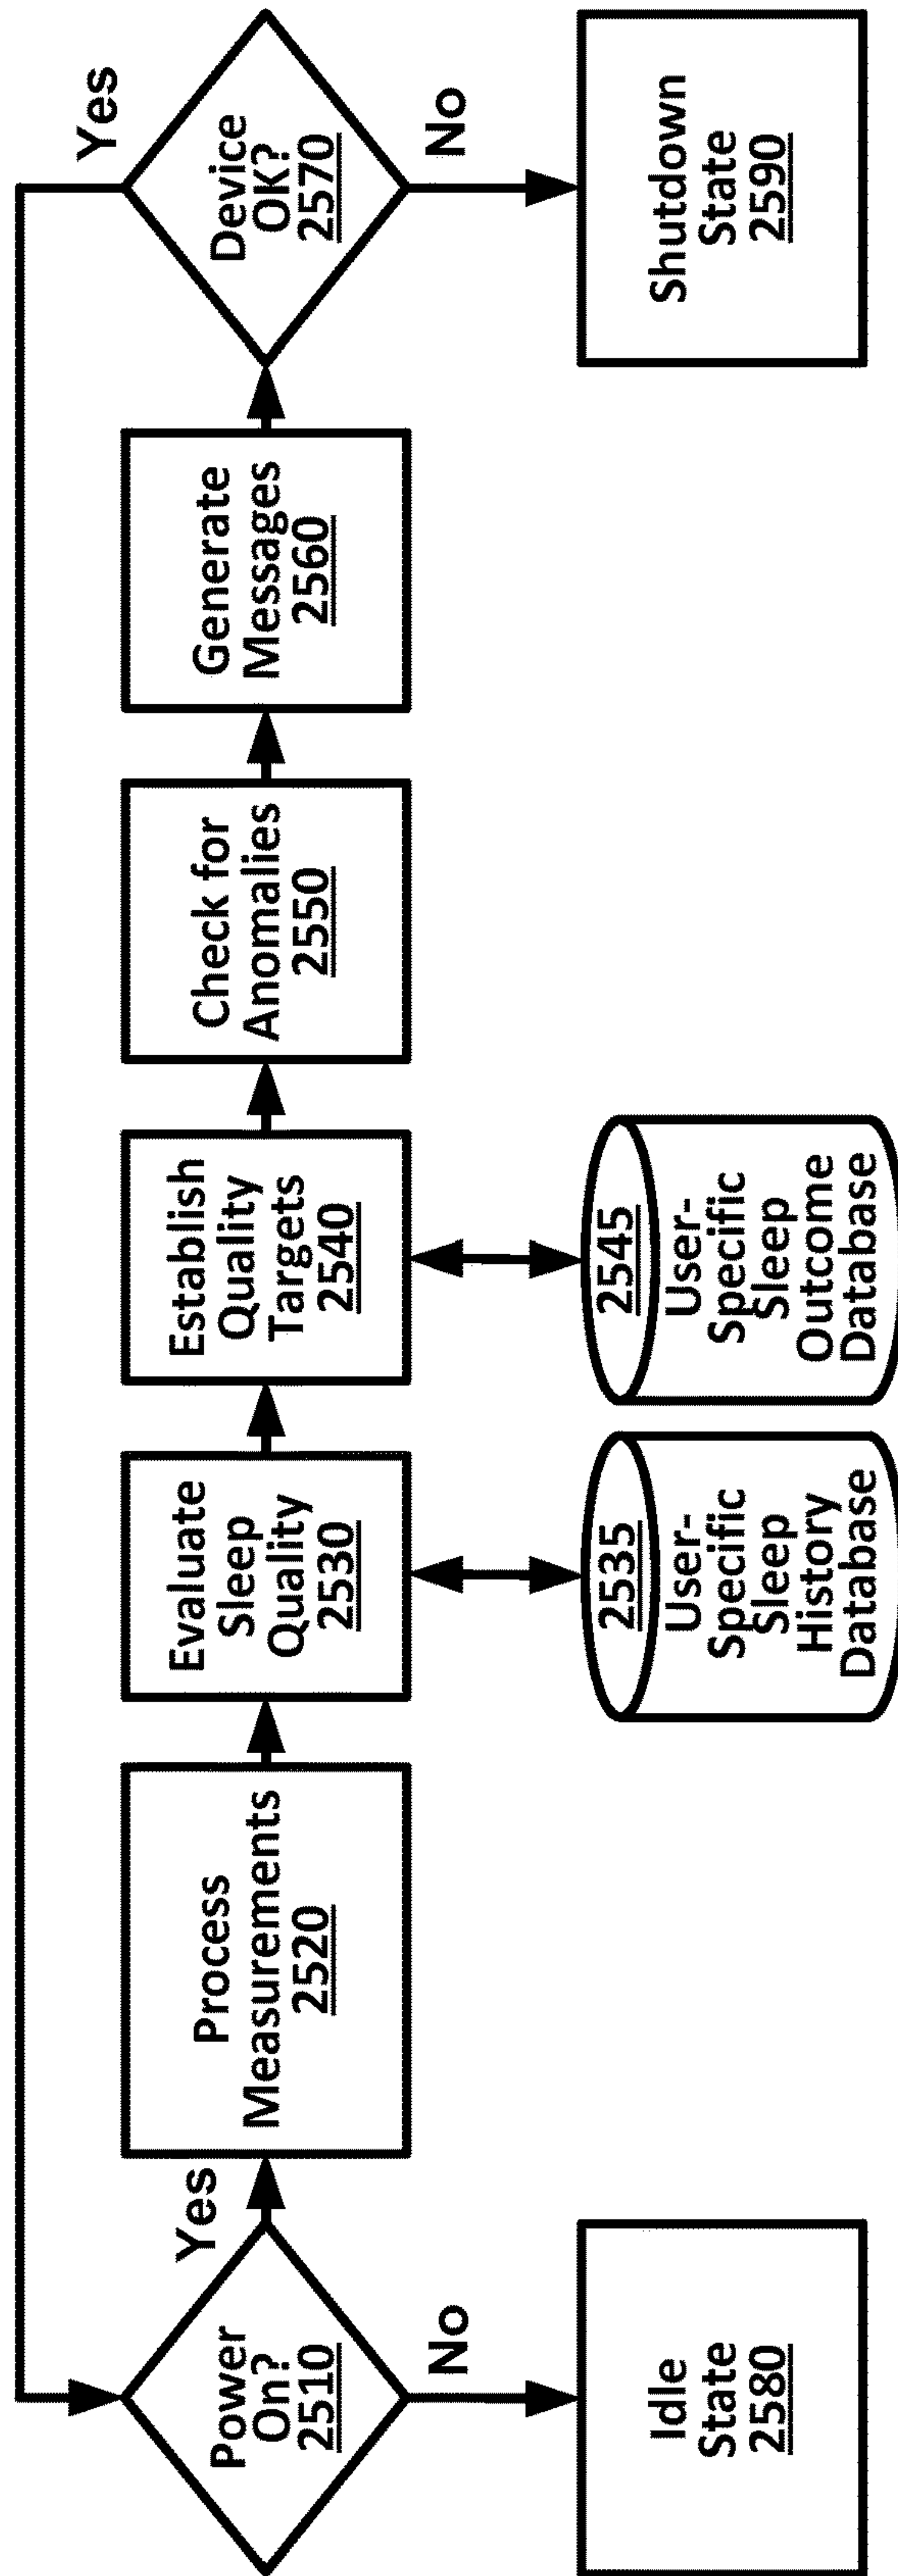 Power
On?
2510
Yes
No
Idle
State
2580
Process
Measurements
2520
Evaluate
Sleep
Quality
2530
2535
User-
Specific
Sleep
History
Database
Establish
Quality
Targets
2540
2545
User-
Specific
Sleep
Outcome
Database
Check for
Anomalies
2550
Generate
Messages
2560
Device
OK?
2570
Yes
No
Shutdown
State
2590